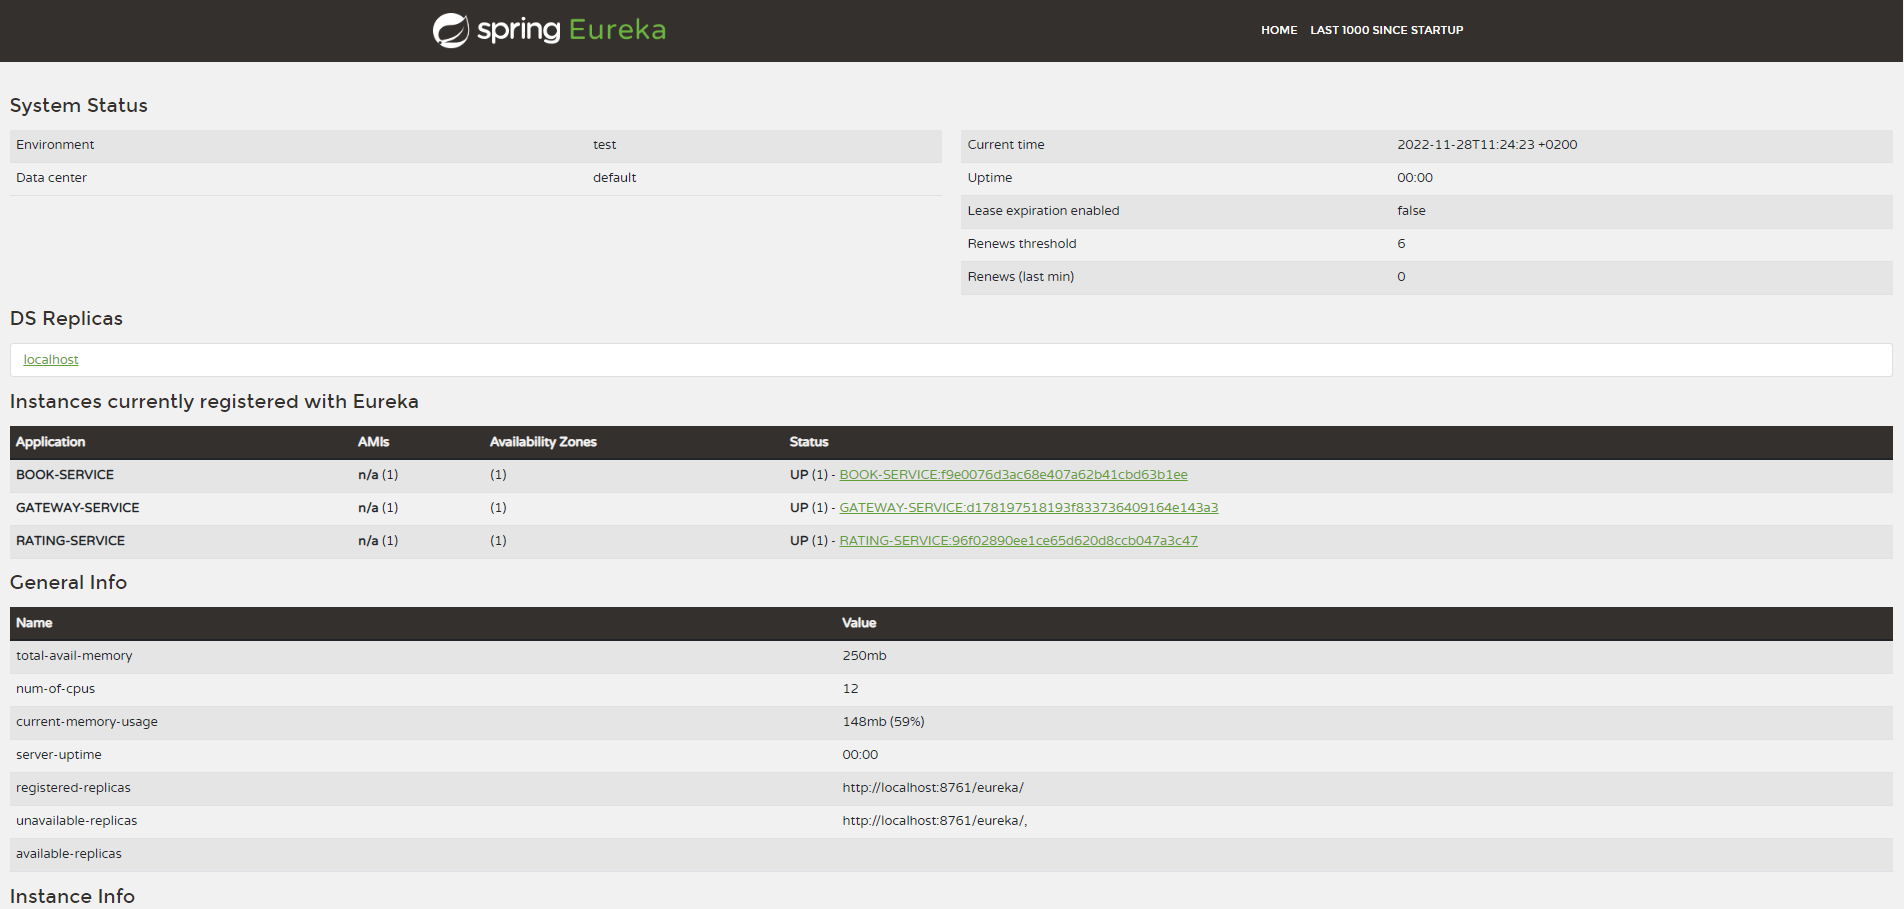 spring Eureka
HOME LAST 1000 SINCE STARTUP
System Status
Environment test
Data center default
Current time 2022-11-28T11:24:23 +0200
Uptime 00:00
Lease expiration enabled false
Renews threshold 6
Renews (last min) 0
DS Replicas
localhost
Instances currently registered with Eureka
Application AMIs Availability Zones Status
BOOK-SERVICE n/a (1) (1) UP (1) - BOOK-SERVICE:f9e0076d3ac68e407a62b41cbd63b1ee
GATEWAY-SERVICE n/a (1) (1) UP (1) - GATEWAY-SERVICE:d178197518193f833736409164e143a3
RATING-SERVICE n/a (1) (1) UP (1) - RATING-SERVICE:96f02890ee1ce65d620d8ccb047a3c47
General Info
Name Value
total-avail-memory 250mb
num-of-cpus 12
current-memory-usage 148mb (59%)
server-uptime 00:00
registered-replicas http://localhost:8761/eureka/
unavailable-replicas http://localhost:8761/eureka/,
available-replicas
Instance Info